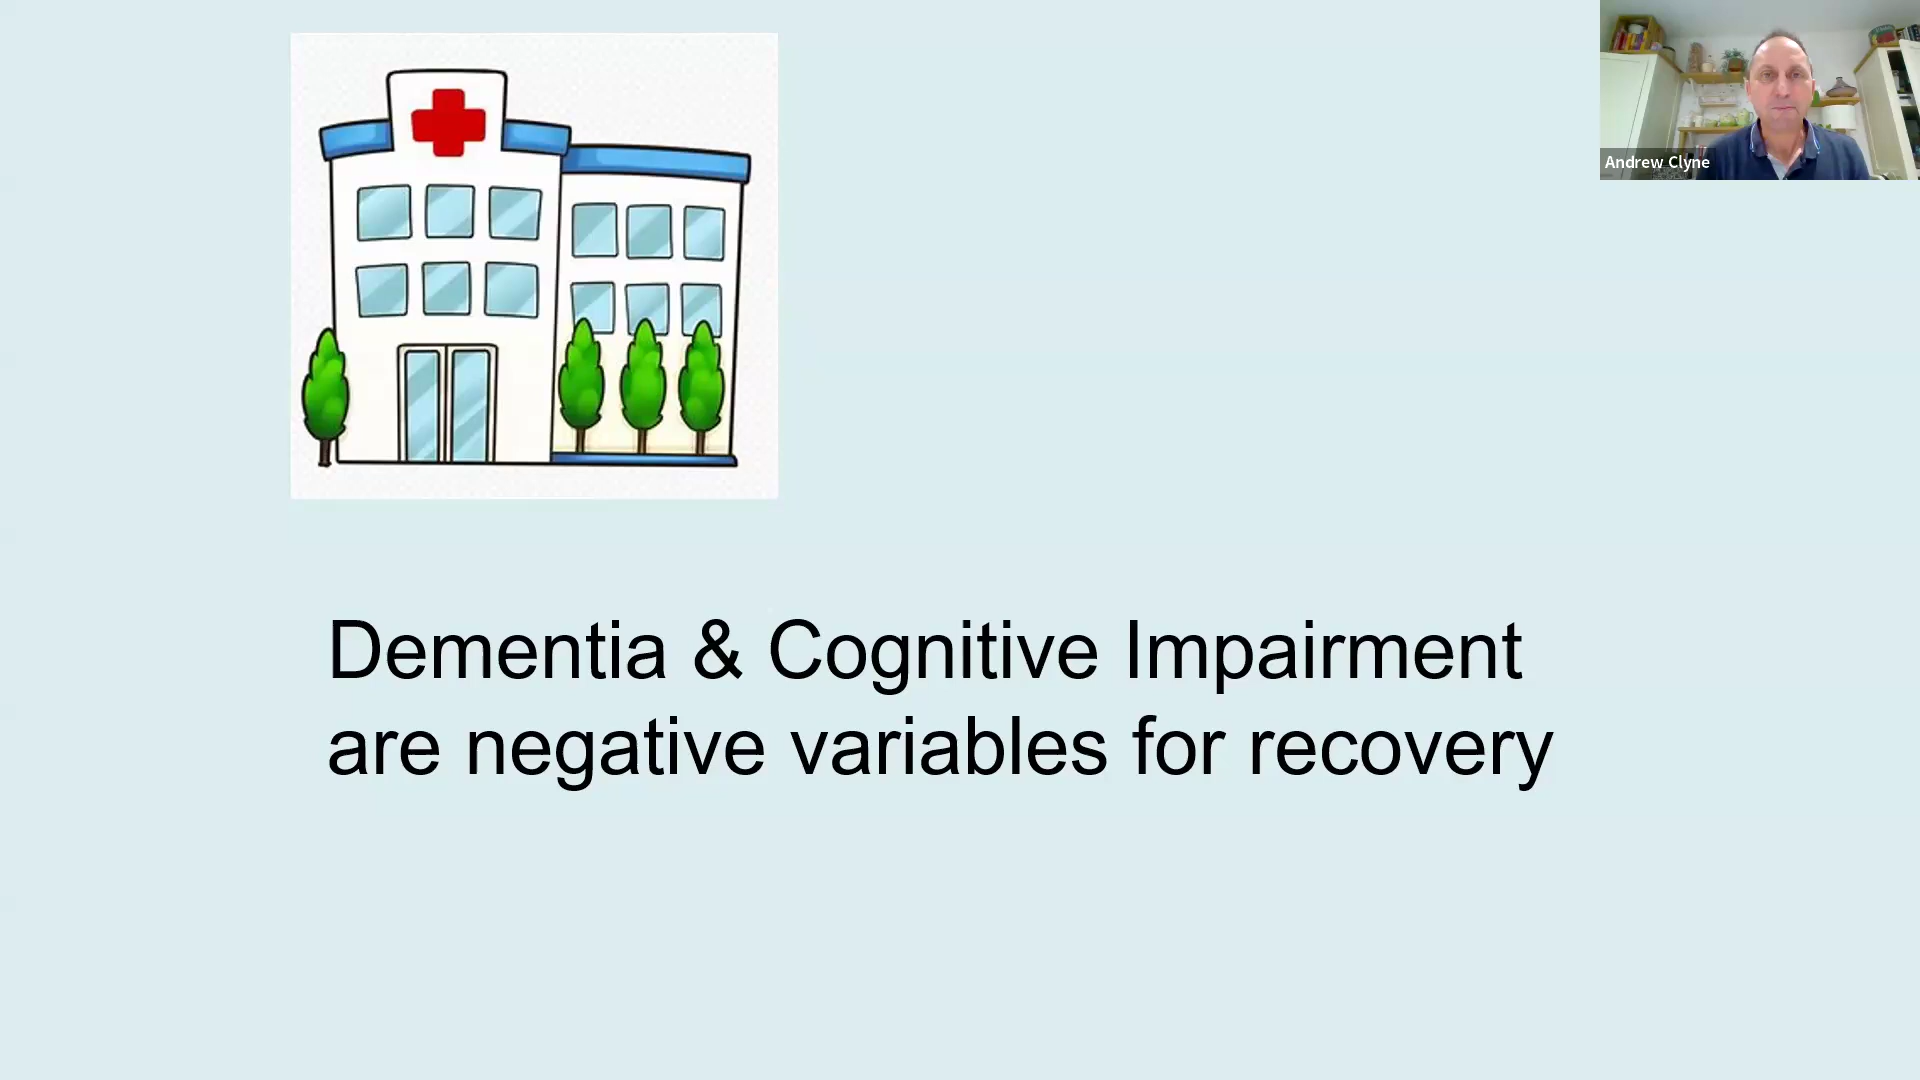 Andrew Clyne
Dementia & Cognitive Impairment
are negative variables for recovery